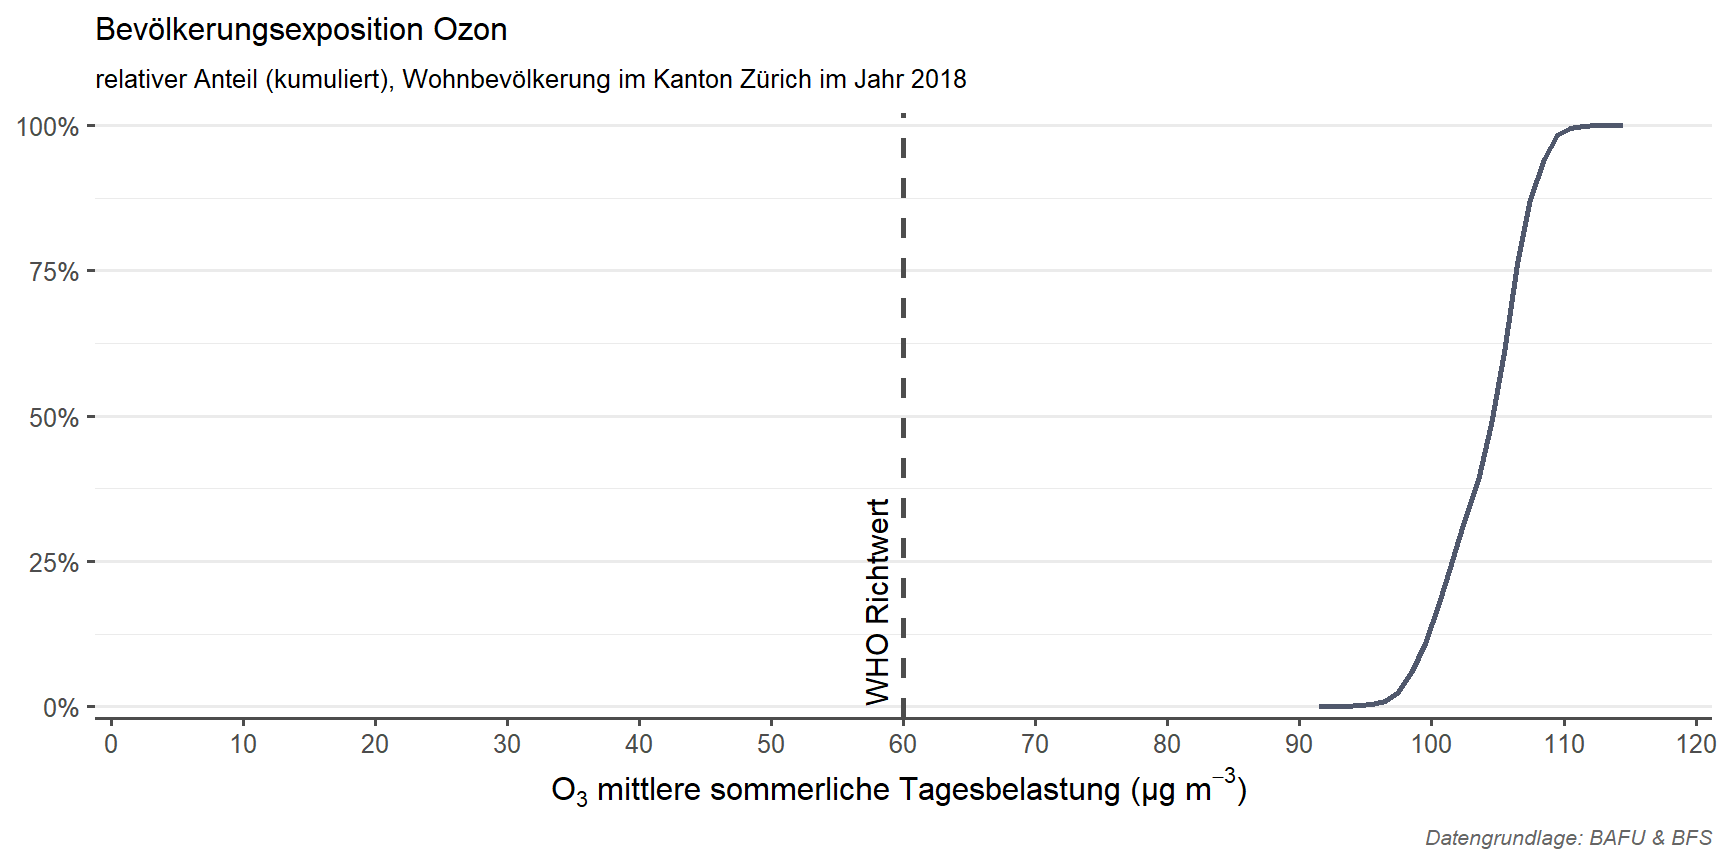 Bevölkerungsexposition Ozon
relativer Anteil (kumuliert), Wohnbevölkerung im Kanton Zürich im Jahr 2018
100%
75%
50%
25%
0%
WHO Richtwert
0 10 20 30 40 50 60 70 80 90 100 110 120
O₃ mittlere sommerliche Tagesbelastung (µg m⁻³)
Datengrundlage: BAFU & BFS